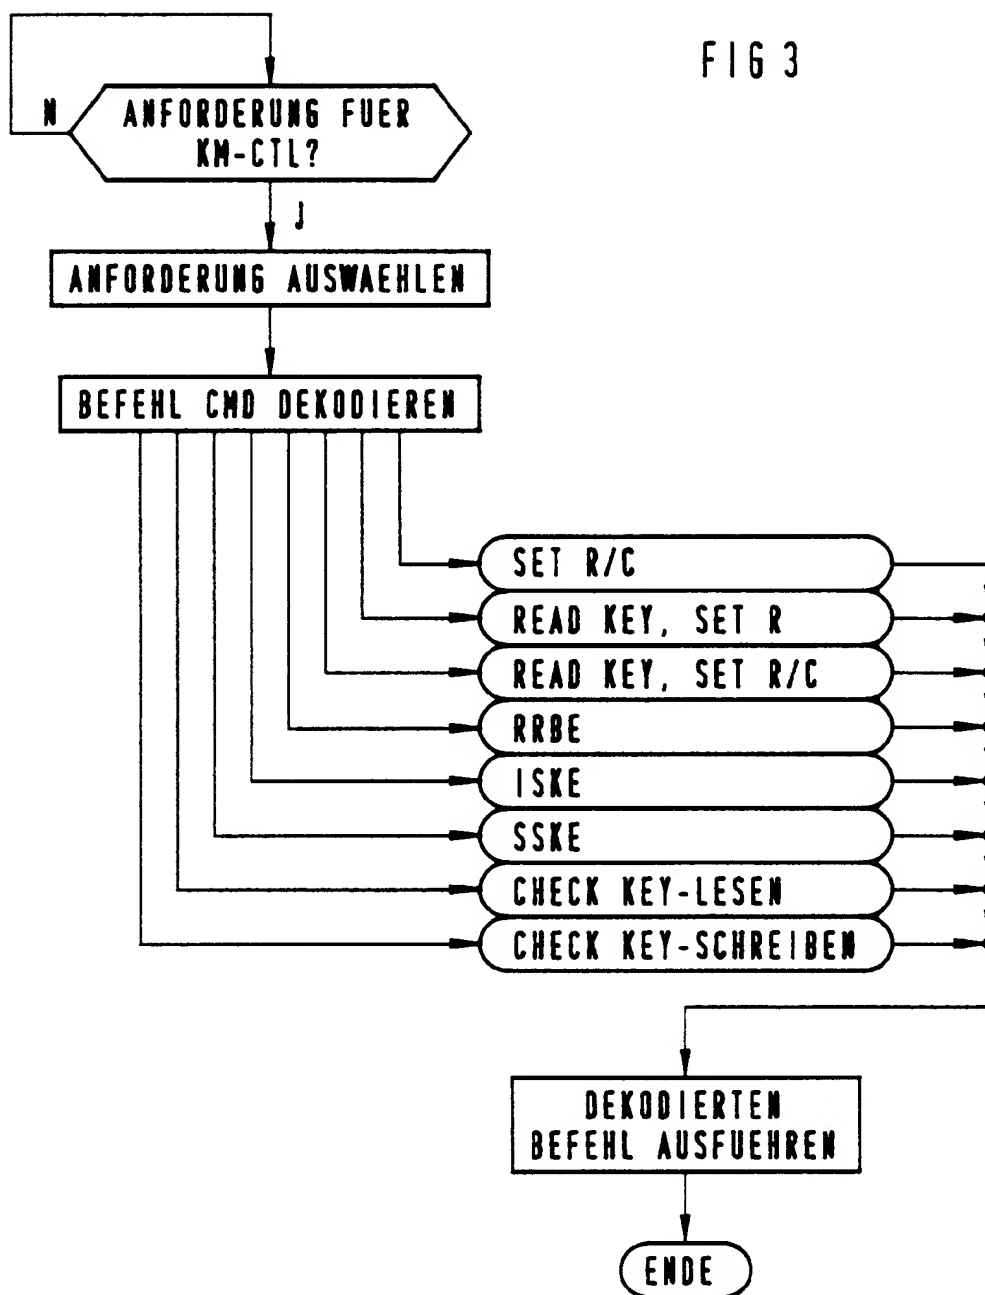 FIG 3
N
ANFORDERUNG FUER
KM-CTL?
J
ANFORDERUNG AUSWAEHLEN
BEFEHL CMD DEKODIEREN
SET R/C
READ KEY, SET R
READ KEY, SET R/C
RRBE
ISKE
SSKE
CHECK KEY-LESEN
CHECK KEY-SCHREIBEN
DEKODIERTEN
BEFEHL AUSFUEHREN
ENDE